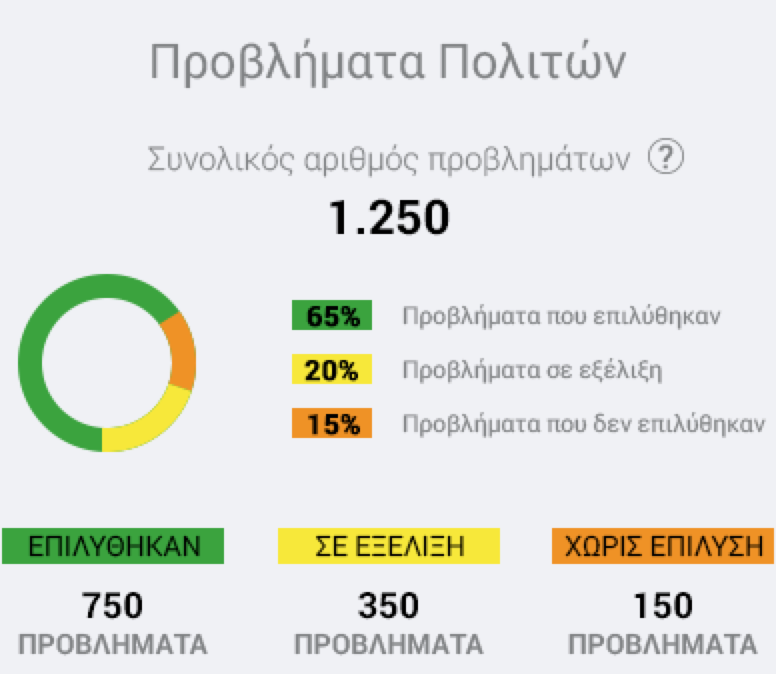 Προβλήματα Πολιτών
Συνολικός αριθμός προβλημάτων ?
1.250
65% Προβλήματα που επιλύθηκαν
20% Προβλήματα σε εξέλιξη
15% Προβλήματα που δεν επιλύθηκαν
ΕΠΙΛΥΘΗΚΑΝ ΣΕ ΕΞΕΛΙΞΗ ΧΩΡΙΣ ΕΠΙΛΥΣΗ
750 350 150
ΠΡΟΒΛΗΜΑΤΑ ΠΡΟΒΛΗΜΑΤΑ ΠΡΟΒΛΗΜΑΤΑ